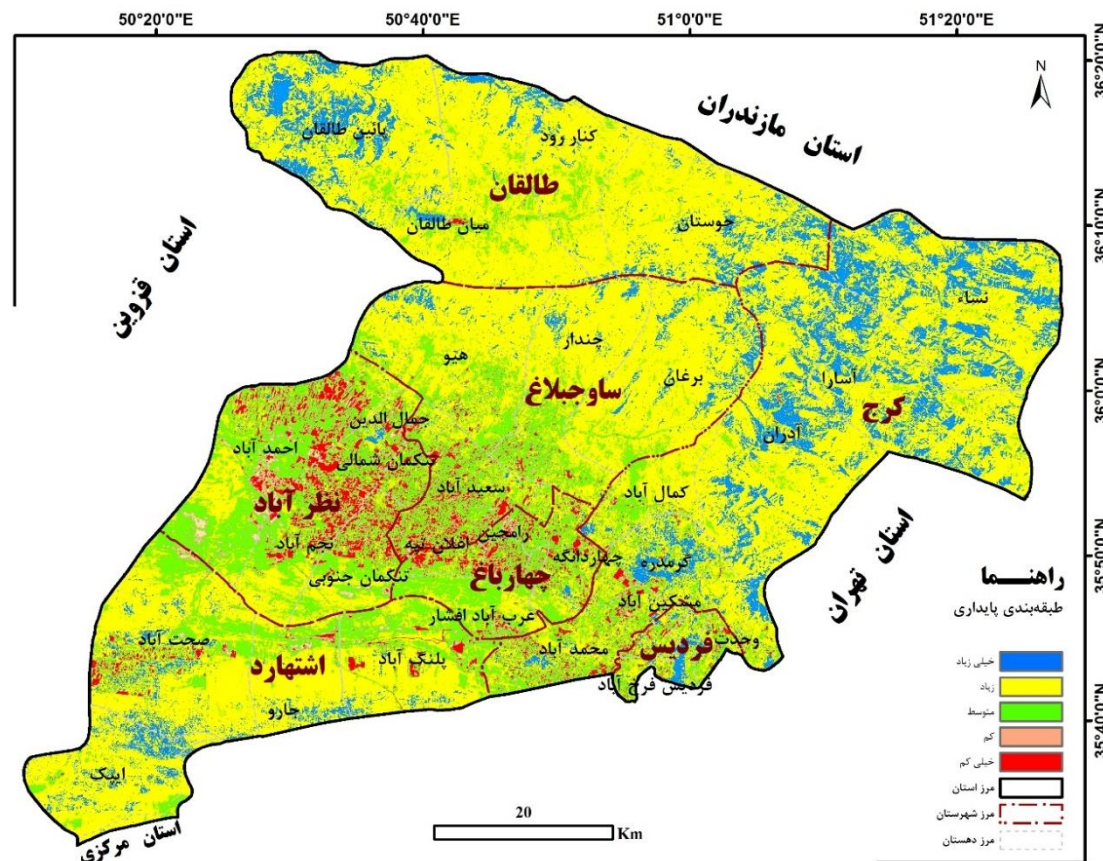 50°20'0"E
50°40'0"E
51°0'0"E
51°20'0"E
36°20'0"N
36°10'0"N
36°0'0"N
35°50'0"N
35°40'0"N
N
استان مازندران
استان قزوین
استان تهران
استان مرکزی
پائین طالقان
کنار رود
طالقان
میان طالقان
جوستان
نساء
چندار
هیو
ساوجبلاغ
برغان
آسارا
کرج
آدران
جمال الدین
احمد آباد
تنکمان شمالی
سعید آباد
کمال آباد
نظر آباد
رامجین
نجم آباد
چهاردانگه
گرمدره
چهارباغ
تنکمان جنوبی
مشکین آباد
عرب آباد افشار
وحدت
فردیس
محمد آباد
صحت آباد
پلنگ آباد
اشتهارد
فردیس فرخ آباد
جارو
ایپک
راهنـــما
طبقه‌بندی پایداری
خیلی زیاد
زیاد
متوسط
کم
خیلی کم
مرز استان
مرز شهرستان
مرز دهستان
20
Km